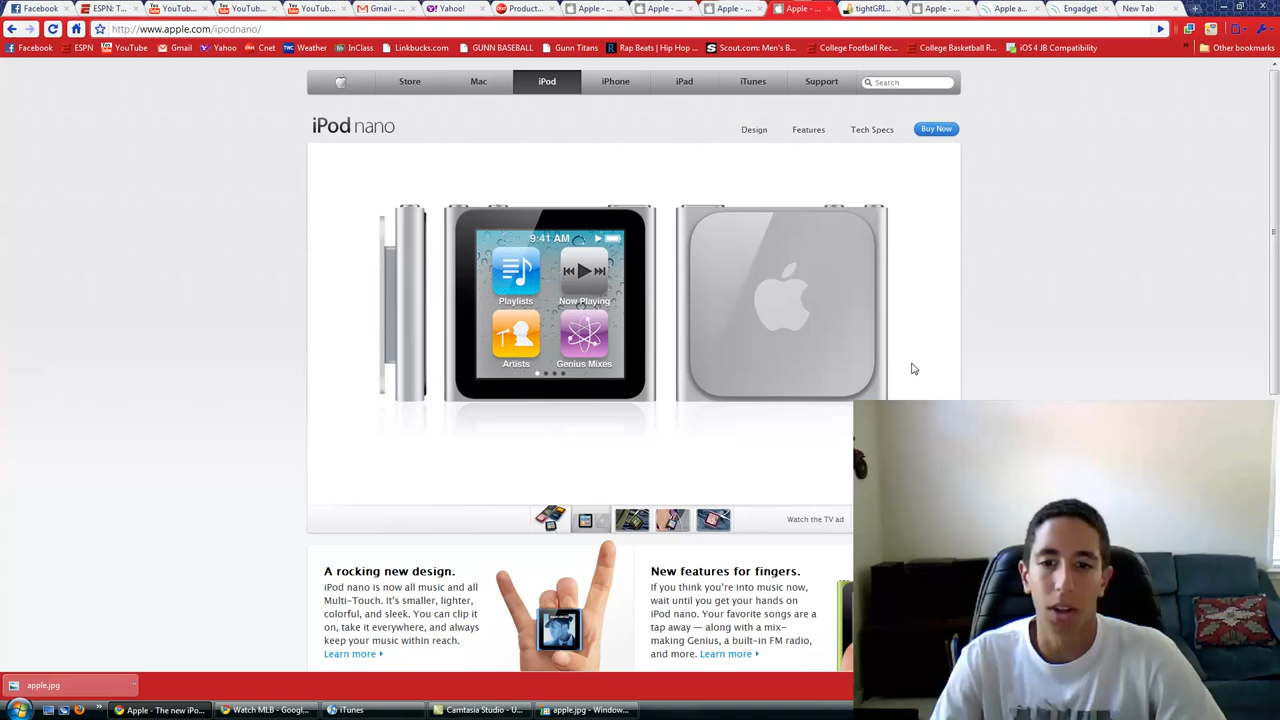 Facebook ESPN: T... YouTube... YouTube... YouTube... Gmail - ... Yahoo! Product... Apple - ... Apple - ... Apple - ... Apple - ... tightGRI... Apple - ... Apple a... Engadget New Tab
http://www.apple.com/ipodnano/
Facebook ESPN YouTube Gmail Yahoo Cnet Weather InClass Linkbucks.com GUNN BASEBALL Gunn Titans Rap Beats | Hip Hop ... Scout.com: Men's B... College Football Rec... College Basketball R... iOS 4 JB Compatibility » Other bookmarks
Store Mac iPod iPhone iPad iTunes Support Search
iPod nano
Design Features Tech Specs Buy Now
9:41 AM
Playlists Now Playing
Artists Genius Mixes
Watch the TV ad
A rocking new design.
iPod nano is now all music and all
Multi-Touch. It's smaller, lighter,
colorful, and sleek. You can clip it
on, take it everywhere, and always
keep your music within reach.
Learn more
New features for fingers.
If you think you're into music now,
wait until you get your hands on
iPod nano. Your favorite songs are a
tap away — along with a mix-
making Genius, a built-in FM radio,
and more. Learn more
apple.jpg
» Apple - The new iPo... Watch MLB - Googl... iTunes Camtasia Studio - U... apple.jpg - Window...